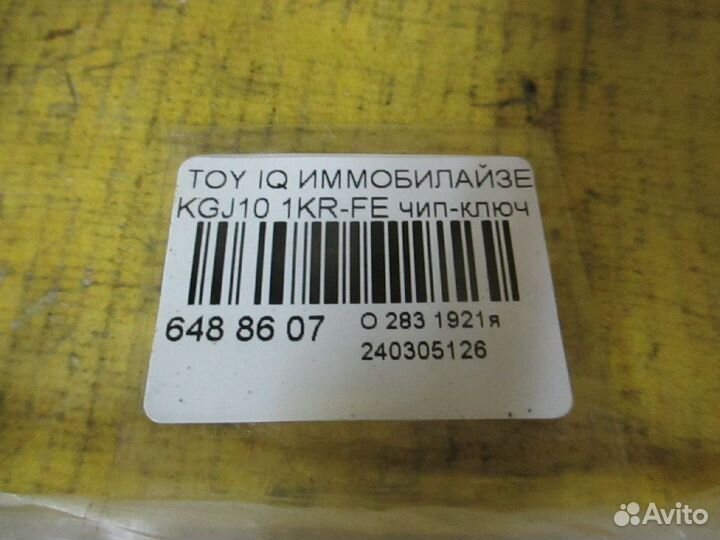 TOY IQ ИММОБИЛАЙЗЕ
KGJ10 1KR-FE чип-ключ
648 86 07
О 283 1921я
240305126
Avito